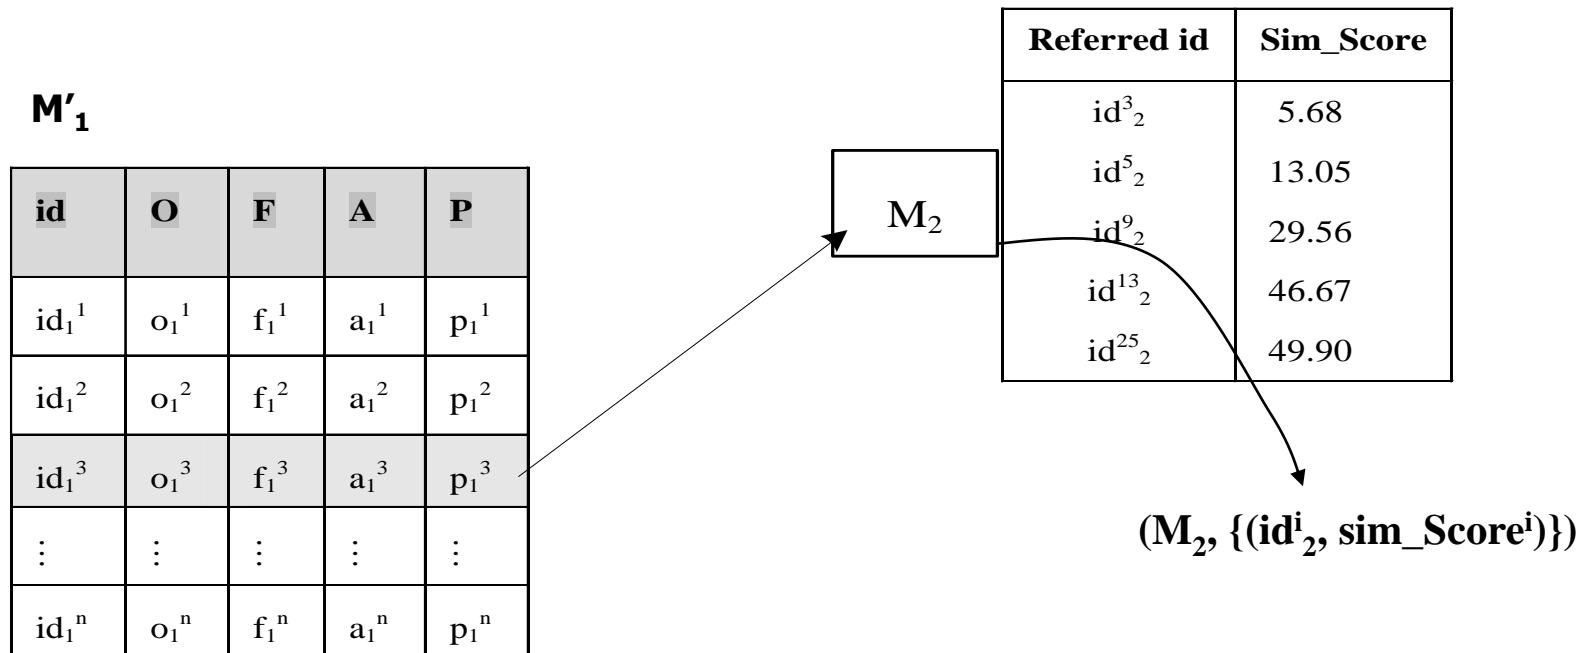 M′₁
id O F A P
id₁¹ o₁¹ f₁¹ a₁¹ p₁¹
id₁² o₁² f₁² a₁² p₁²
id₁³ o₁³ f₁³ a₁³ p₁³
⋮ ⋮ ⋮ ⋮ ⋮
id₁ⁿ o₁ⁿ f₁ⁿ a₁ⁿ p₁ⁿ
M₂
Referred id Sim_Score
id³₂ 5.68
id⁵₂ 13.05
id⁹₂ 29.56
id¹³₂ 46.67
id²⁵₂ 49.90
(M₂, {(idⁱ₂, sim_Scoreⁱ)})